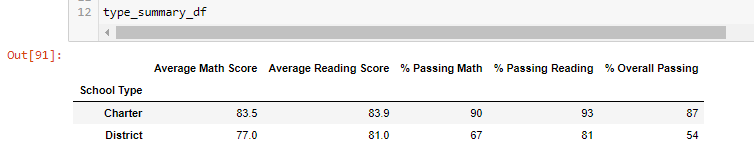 12 type_summary_df
Out[91]:
Average Math Score Average Reading Score % Passing Math % Passing Reading % Overall Passing
School Type
Charter 83.5 83.9 90 93 87
District 77.0 81.0 67 81 54